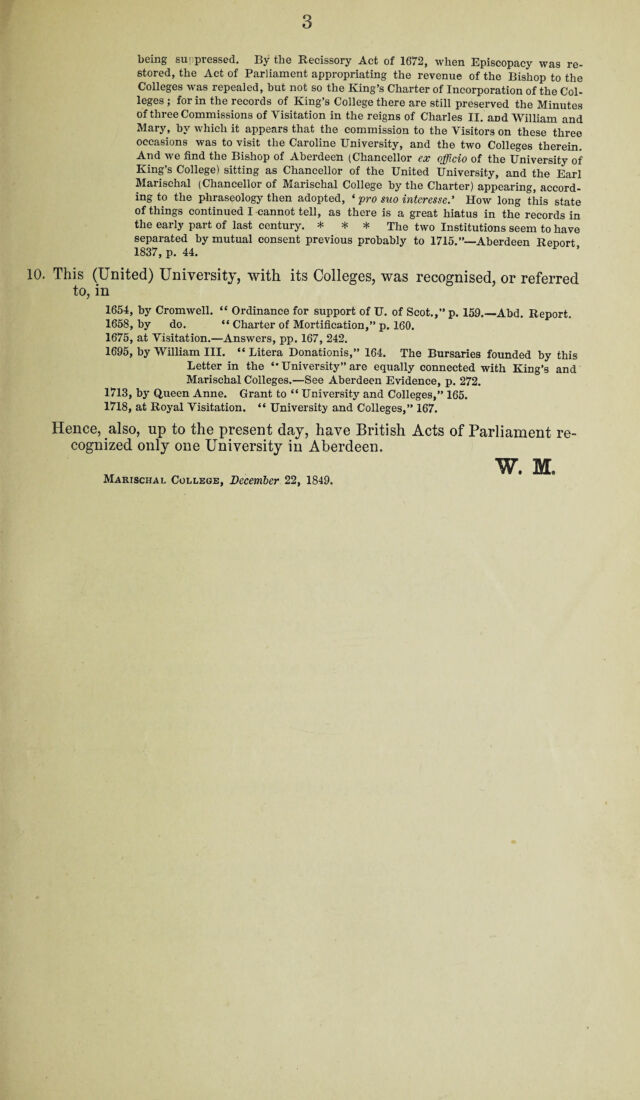 3
being suppressed. By the Recissory Act of 1672, when Episcopacy was re-
stored, the Act of Parliament appropriating the revenue of the Bishop to the
Colleges was repealed, but not so the King's Charter of Incorporation of the Col-
leges ; for in the records of King's College there are still preserved the Minutes
of three Commissions of Visitation in the reigns of Charles II. and William and
Mary, by which it appears that the commission to the Visitors on these three
occasions was to visit the Caroline University, and the two Colleges therein.
And we find the Bishop of Aberdeen (Chancellor ex officio of the University of
King's College) sitting as Chancellor of the United University, and the Earl
Marischal (Chancellor of Marischal College by the Charter) appearing, accord-
ing to the phraseology then adopted, ‘ pro suo interesse.’ How long this state
of things continued I cannot tell, as there is a great hiatus in the records in
the early part of last century. * * * The two Institutions seem to have
separated by mutual consent previous probably to 1715.”—Aberdeen Report,
1837, p. 44.
10. This (United) University, with its Colleges, was recognised, or referred
to, in
1654, by Cromwell. “ Ordinance for support of U. of Scot.,” p. 159.—Abd. Report.
1658, by do. “ Charter of Mortification,” p. 160.
1675, at Visitation.—Answers, pp. 167, 242.
1695, by William III. “ Litera Donationis,” 164. The Bursaries founded by this
Letter in the “University” are equally connected with King's and
Marischal Colleges.—See Aberdeen Evidence, p. 272.
1713, by Queen Anne. Grant to “ University and Colleges,” 165.
1718, at Royal Visitation. “ University and Colleges,” 167.
Hence, also, up to the present day, have British Acts of Parliament re-
cognized only one University in Aberdeen.
W. M.
Marischal College, December 22, 1849.